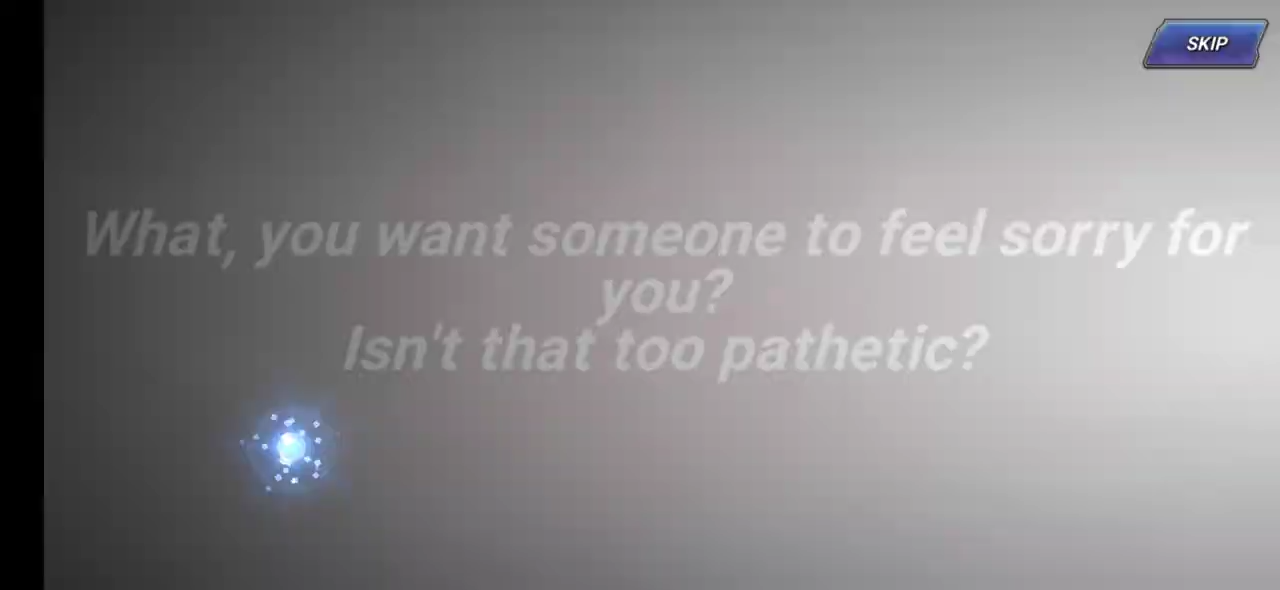 SKIP
What, you want someone to feel sorry for
you?
Isn't that too pathetic?